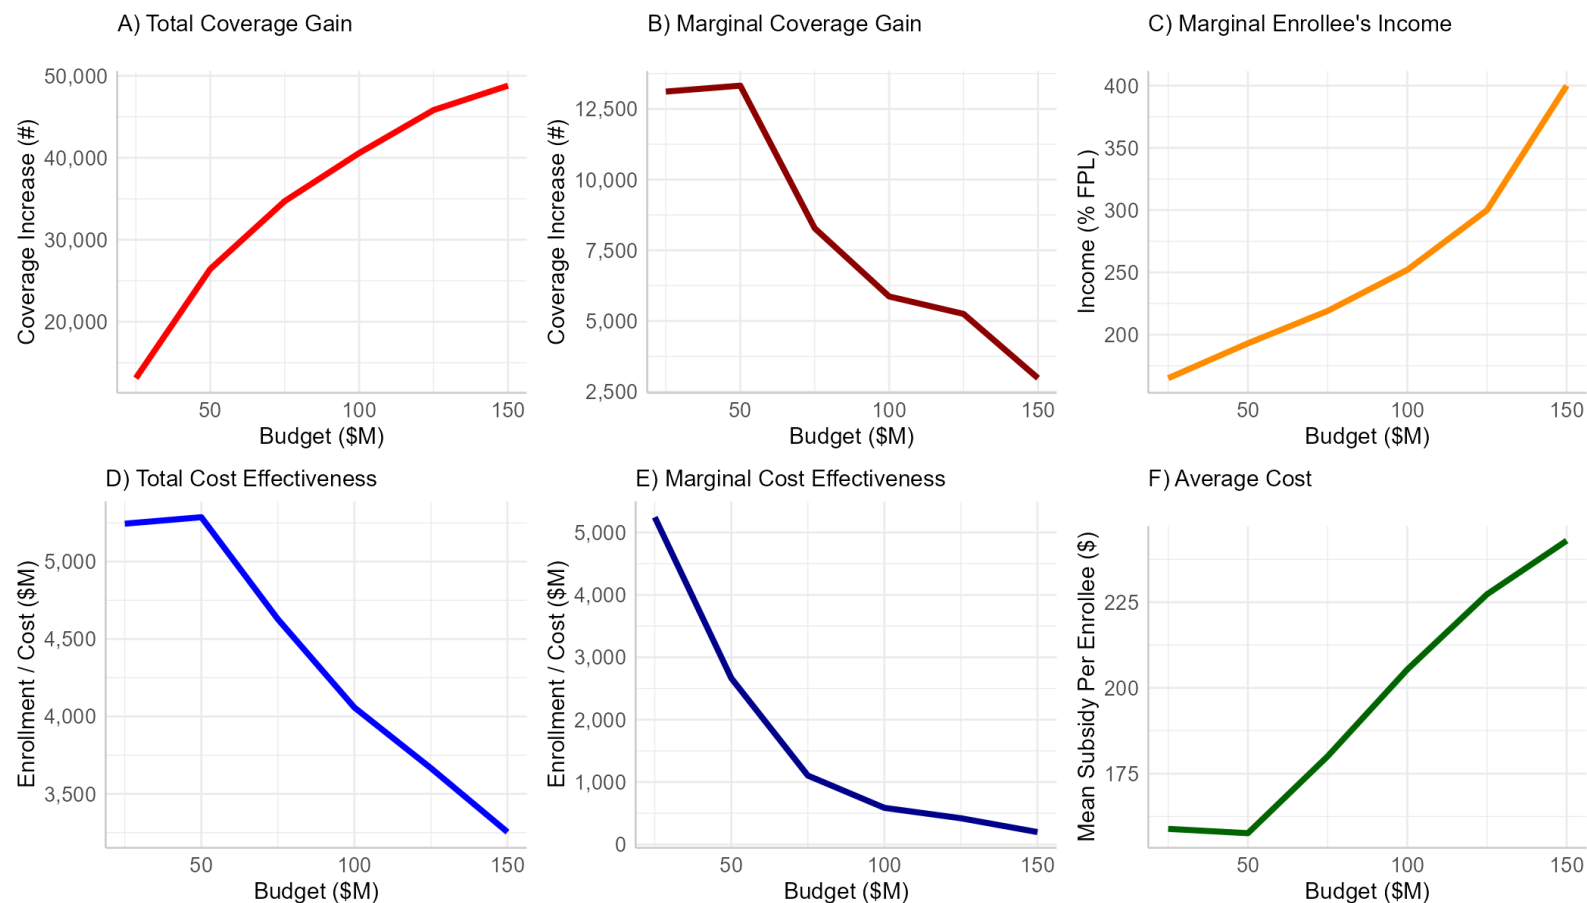 A) Total Coverage Gain
Coverage Increase (#)
50,000
40,000
30,000
20,000
50
100
150
Budget ($M)
B) Marginal Coverage Gain
Coverage Increase (#)
12,500
10,000
7,500
5,000
2,500
50
100
150
Budget ($M)
C) Marginal Enrollee's Income
Income (% FPL)
400
350
300
250
200
50
100
150
Budget ($M)
D) Total Cost Effectiveness
Enrollment / Cost ($M)
5,000
4,500
4,000
3,500
50
100
150
Budget ($M)
E) Marginal Cost Effectiveness
Enrollment / Cost ($M)
5,000
4,000
3,000
2,000
1,000
0
50
100
150
Budget ($M)
F) Average Cost
Mean Subsidy Per Enrollee ($)
225
200
175
50
100
150
Budget ($M)